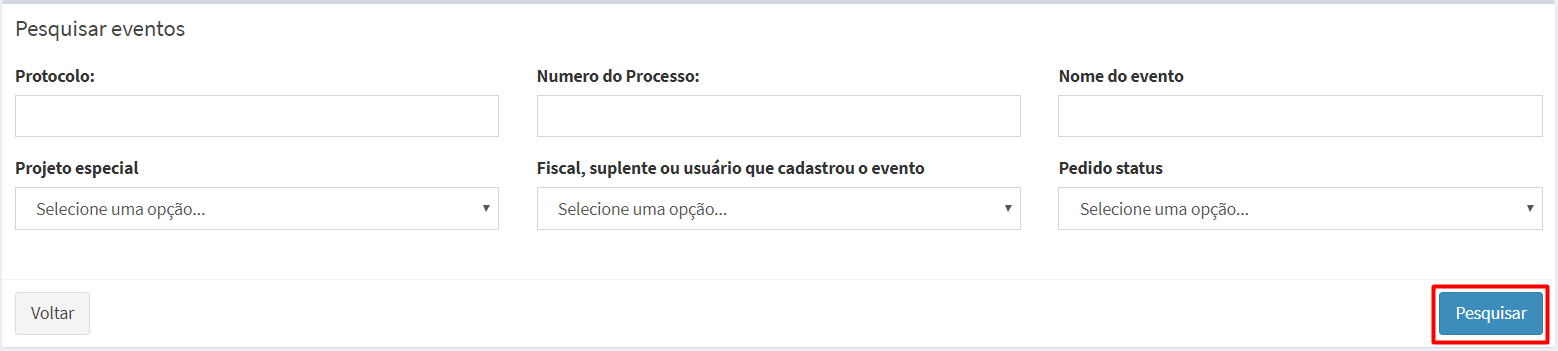 Pesquisar eventos
Protocolo: Numero do Processo: Nome do evento
Projeto especial Fiscal, suplente ou usuário que cadastrou o evento Pedido status
Selecione uma opção... Selecione uma opção... Selecione uma opção...
Voltar Pesquisar